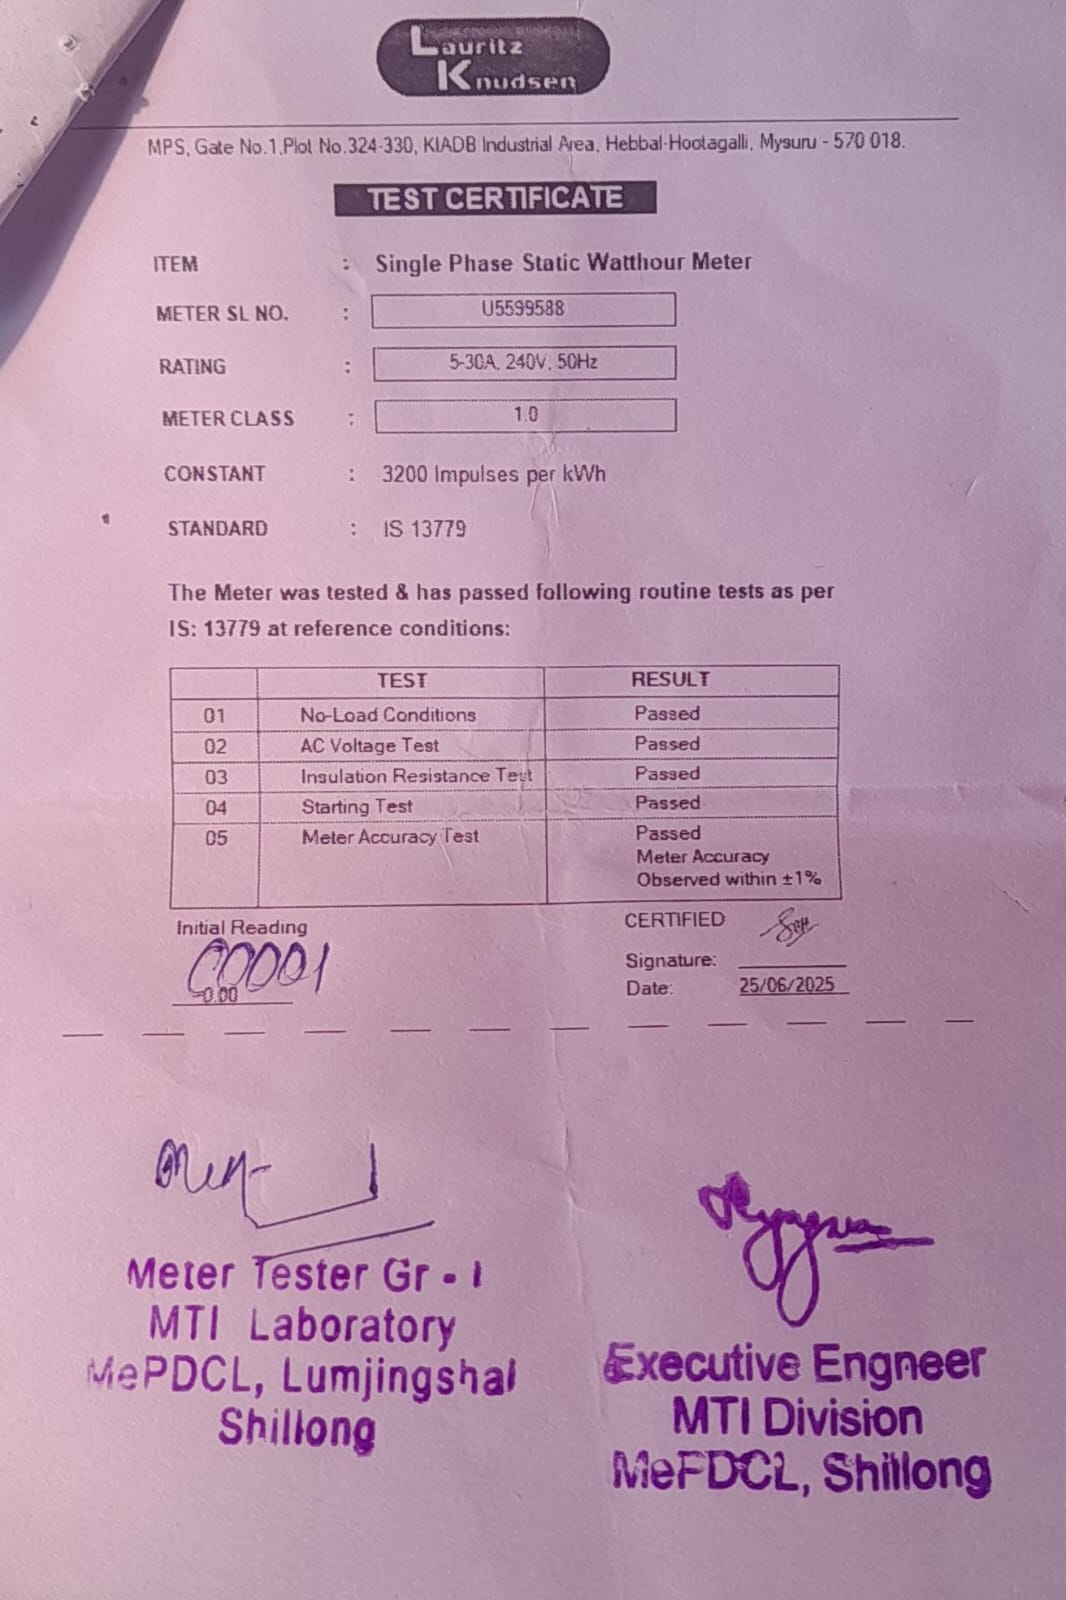 Lauritz
Knudsen
MPS, Gate No.1,Plot No.324-330, KIADB Industrial Area, Hebbal-Hootagalli, Mysuru - 570 018.
TEST CERTIFICATE
ITEM : Single Phase Static Watthour Meter
METER SL NO. : U5599588
RATING : 5-30A, 240V, 50Hz
METER CLASS : 1.0
CONSTANT : 3200 Impulses per kWh
STANDARD : IS 13779
The Meter was tested & has passed following routine tests as per
IS: 13779 at reference conditions:
TEST RESULT
01 No-Load Conditions Passed
02 AC Voltage Test Passed
03 Insulation Resistance Test Passed
04 Starting Test Passed
05 Meter Accuracy Test Passed
Meter Accuracy
Observed within ±1%
Initial Reading
00001
0.00
CERTIFIED
Signature:
Date: 25/06/2025
Meter Tester Gr - I
MTI Laboratory
MePDCL, Lumjingshai
Shillong
Executive Engneer
MTI Division
MePDCL, Shillong